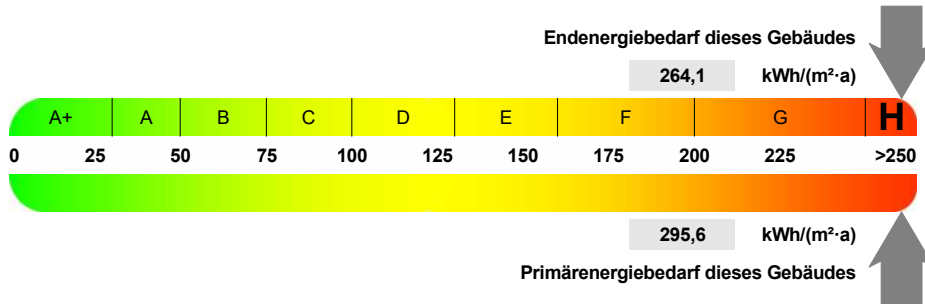 Endenergiebedarf dieses Gebäudes
264,1 kWh/(m²·a)
A+ A B C D E F G H
0 25 50 75 100 125 150 175 200 225 >250
295,6 kWh/(m²·a)
Primärenergiebedarf dieses Gebäudes